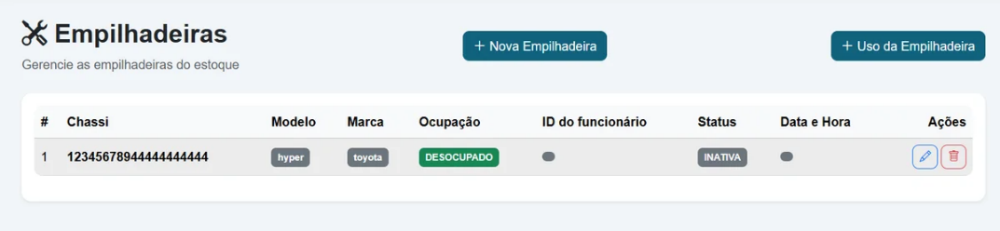 Empilhadeiras
Gerencie as empilhadeiras do estoque
+ Nova Empilhadeira
+ Uso da Empilhadeira
# Chassi Modelo Marca Ocupação ID do funcionário Status Data e Hora Ações
1 12345678944444444444 hyper toyota DESOCUPADO INATIVA